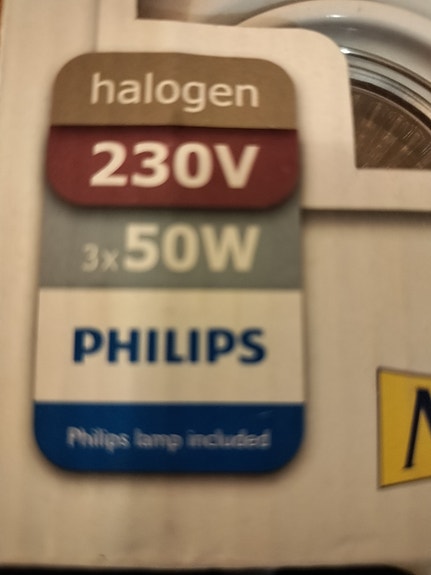 halogen
230V
3x50W
PHILIPS
Philips lamp included